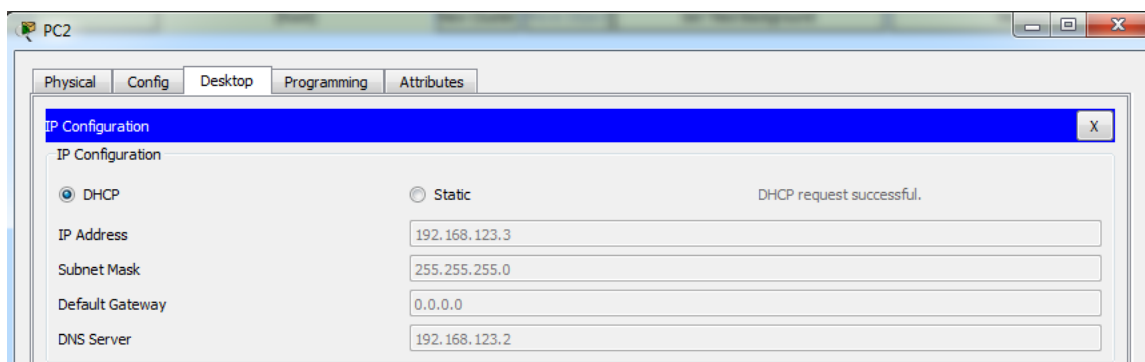 PC2
Physical Config Desktop Programming Attributes
IP Configuration X
IP Configuration
DHCP Static DHCP request successful.
IP Address 192.168.123.3
Subnet Mask 255.255.255.0
Default Gateway 0.0.0.0
DNS Server 192.168.123.2